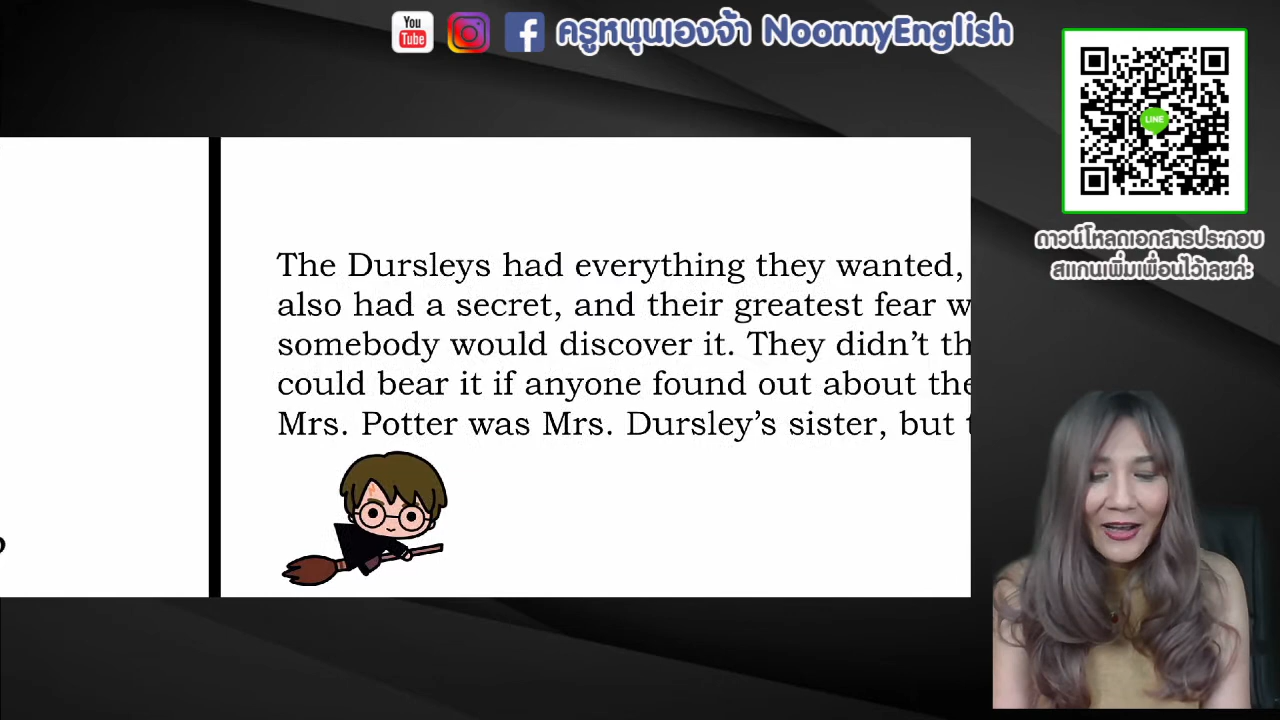 You
Tube
ครูหนุนเองจ้า NoonnyEnglish
LINE
ดาวน์โหลดเอกสารประกอบ
สแกนเพิ่มเพื่อนไว้เลยค่ะ
The Dursleys had everything they wanted,
also had a secret, and their greatest fear
somebody would discover it. They didn't
could bear it if anyone found out about
Mrs. Potter was Mrs. Dursley's sister, but